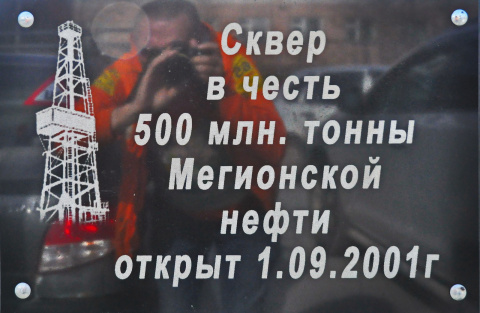 Сквер
в честь
500 млн. тонны
Мегионской
нефти
открыт 1.09.2001г